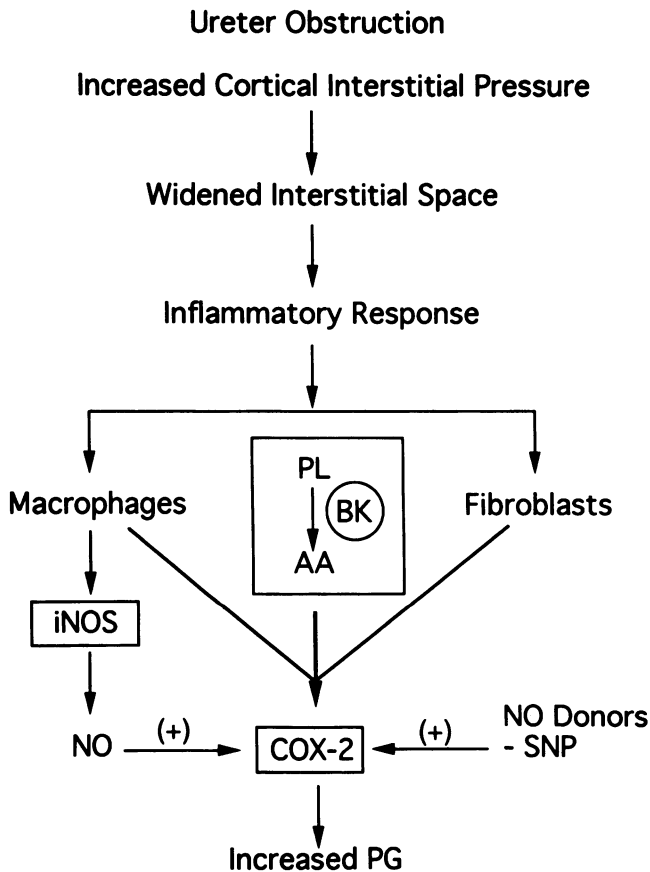 Ureter Obstruction
Increased Cortical Interstitial Pressure
Widened Interstitial Space
Inflammatory Response
PL
Macrophages
BK
Fibroblasts
AA
iNOS
NO
(+)
COX-2
(+)
NO Donors
- SNP
Increased PG